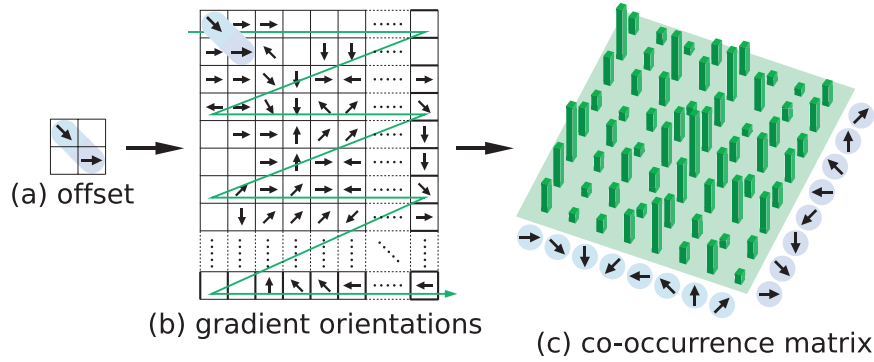 (a) offset
(b) gradient orientations
(c) co-occurrence matrix